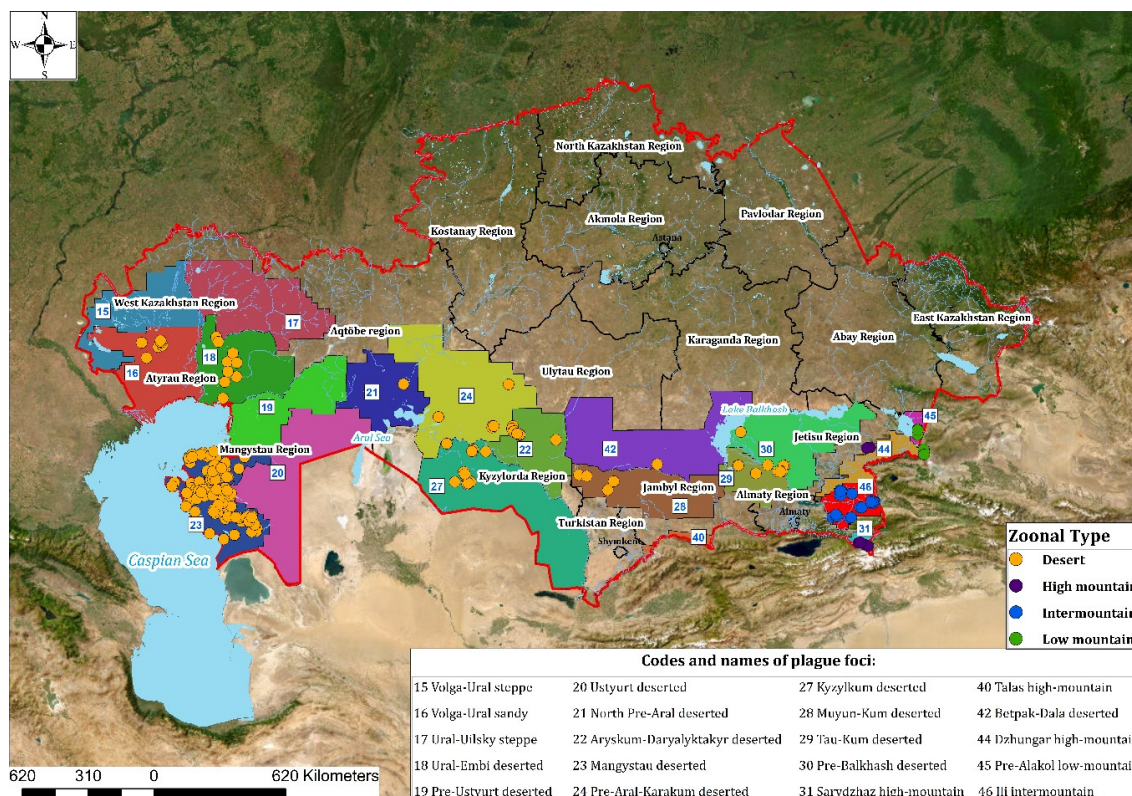 N
W E
S
North Kazakhstan Region
Akmola Region
Pavlodar Region
Kostanay Region
Astana
West Kazakhstan Region
15
17
Aqtöbe region
East Kazakhstan Region
Abay Region
Karaganda Region
Ulytau Region
18
16
Atyrau Region
21
24
19
Lake Balkhash
45
Aral Sea
Mangystau Region
Jetisu Region
22
42
30
44
20
27
Kyzylorda Region
29
46
Jambyl Region
Almaty Region
28
23
Turkistan Region
Almaty
31
40
Shymkent
Caspian Sea
Zoonal Type
Desert
High mountain
Intermountain
Low mountain
Codes and names of plague foci:
15 Volga-Ural steppe 20 Ustyurt deserted 27 Kyzylkum deserted 40 Talas high-mountain
16 Volga-Ural sandy 21 North Pre-Aral deserted 28 Muyun-Kum deserted 42 Betpak-Dala deserted
17 Ural-Uilsky steppe 22 Aryskum-Daryalyktakyr deserted 29 Tau-Kum deserted 44 Dzhungar high-mountain
18 Ural-Embi deserted 23 Mangystau deserted 30 Pre-Balkhash deserted 45 Pre-Alakol low-mountain
19 Pre-Ustyurt deserted 24 Pre-Aral-Karakum deserted 31 Sarydzhaz high-mountain 46 Ili intermountain
620 310 0 620 Kilometers